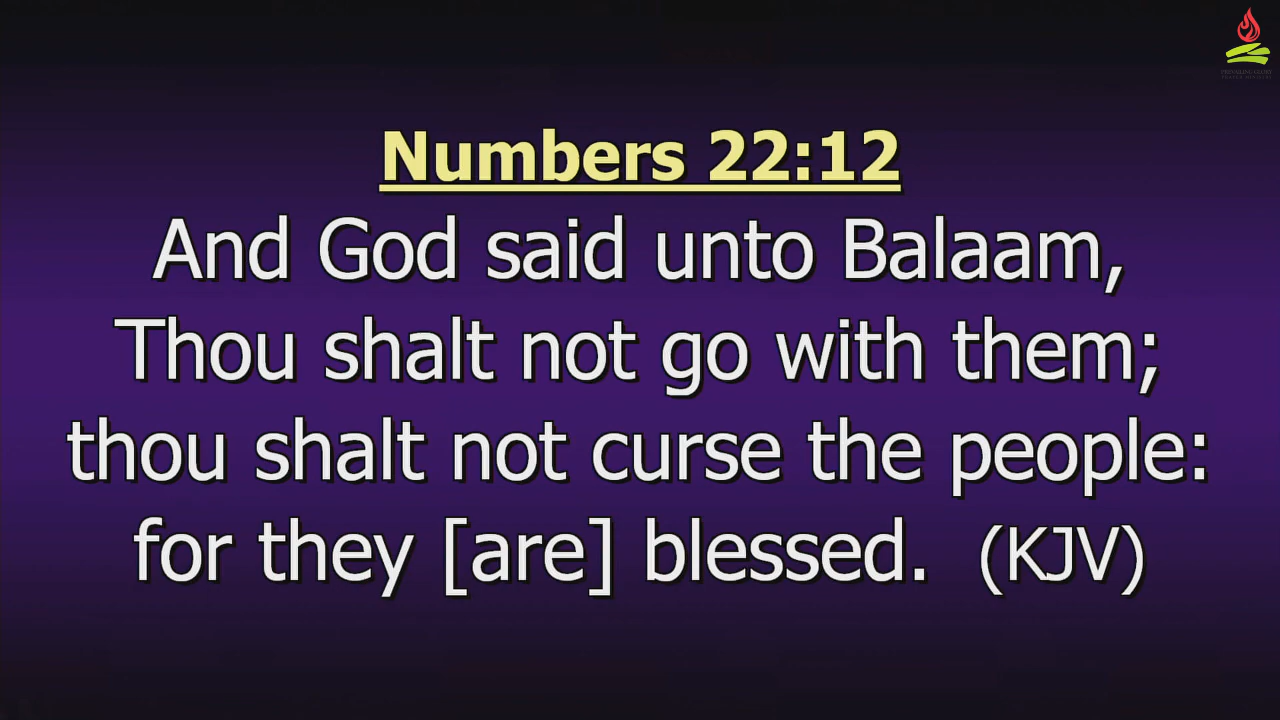 Numbers 22:12
And God said unto Balaam,
Thou shalt not go with them;
thou shalt not curse the people:
for they [are] blessed. (KJV)